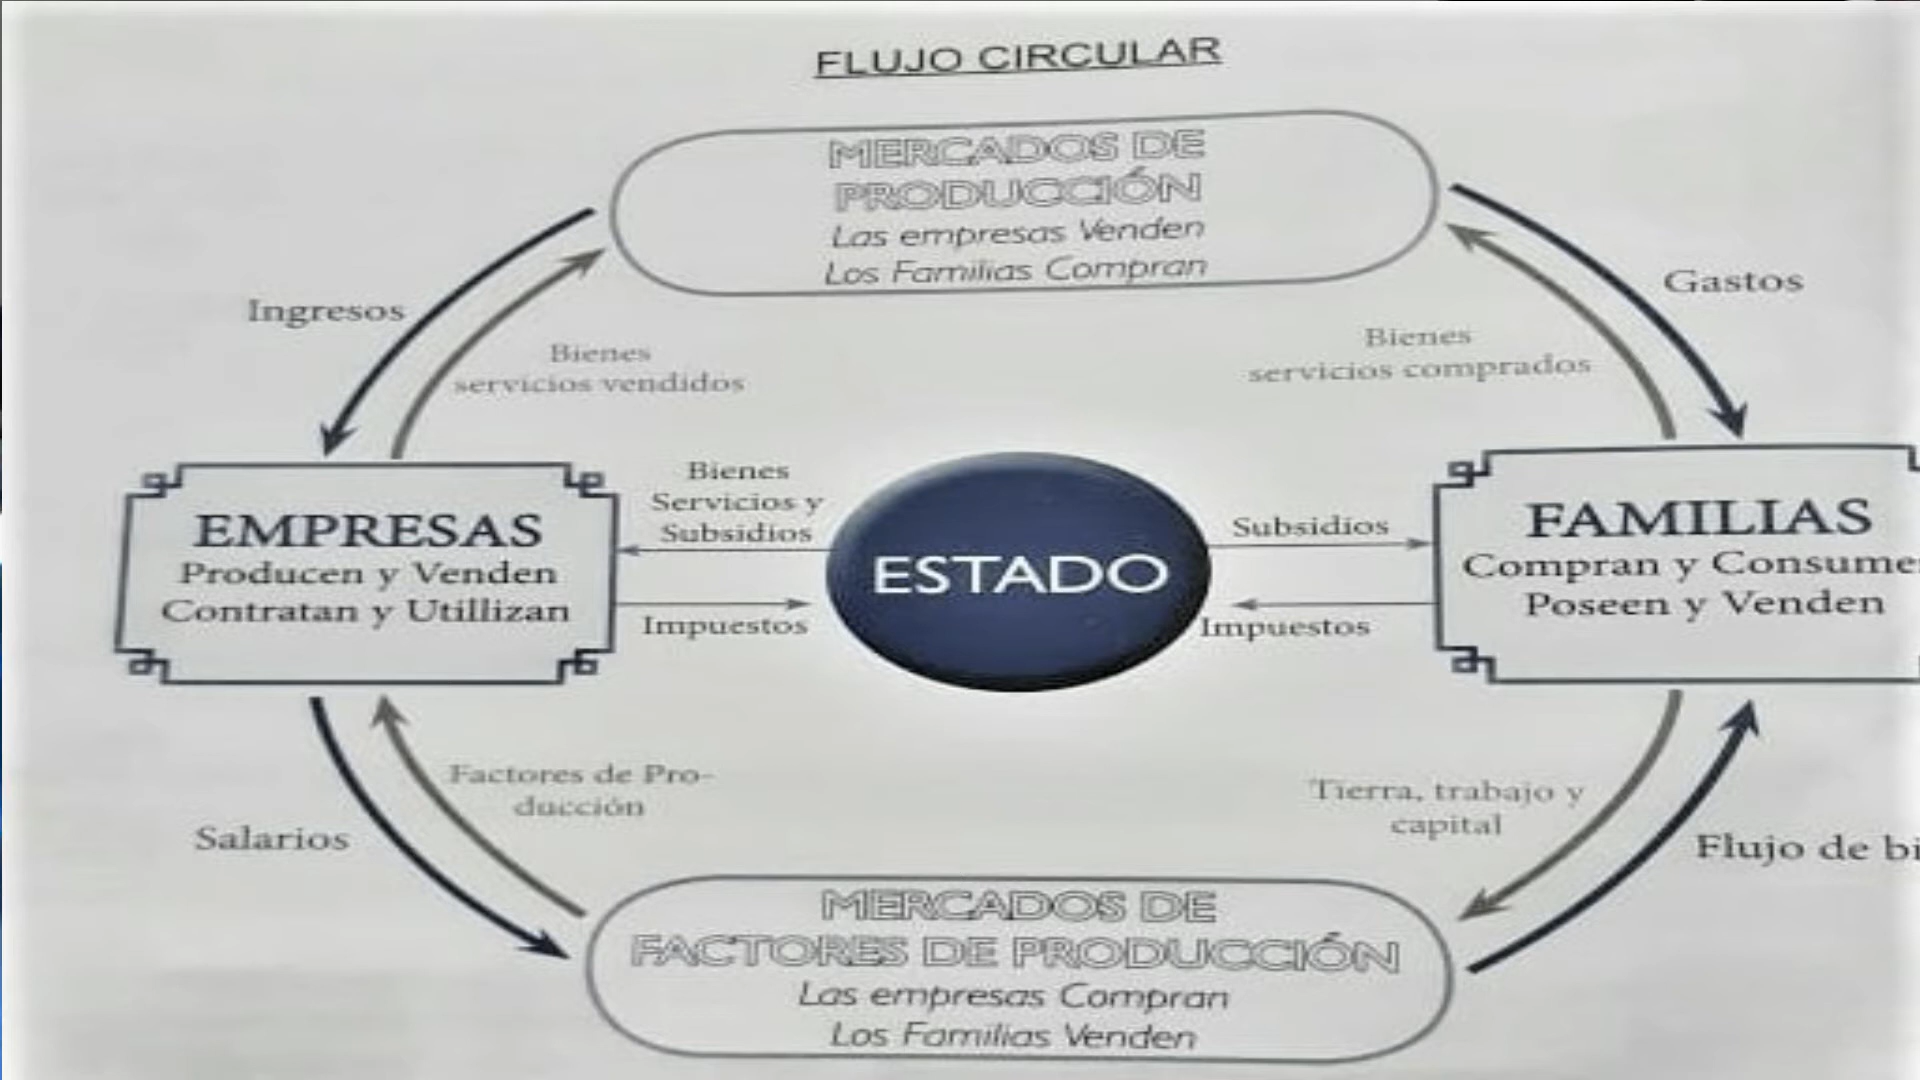 FLUJO CIRCULAR
MERCADOS DE
PRODUCCIÓN
Las empresas Venden
Los Familias Compran
Ingresos
Bienes
servicios vendidos
Gastos
Bienes
servicios comprados
EMPRESAS
Producen y Venden
Contratan y Utillizan
Bienes
Servicios y
Subsidios
Impuestos
ESTADO
Subsidios
Impuestos
FAMILIAS
Compran y Consume
Poseen y Venden
Salarios
Factores de Pro-
ducción
Tierra, trabajo y
capital
Flujo de bi
MERCADOS DE
FACTORES DE PRODUCCIÓN
Las empresas Compran
Los Familias Venden